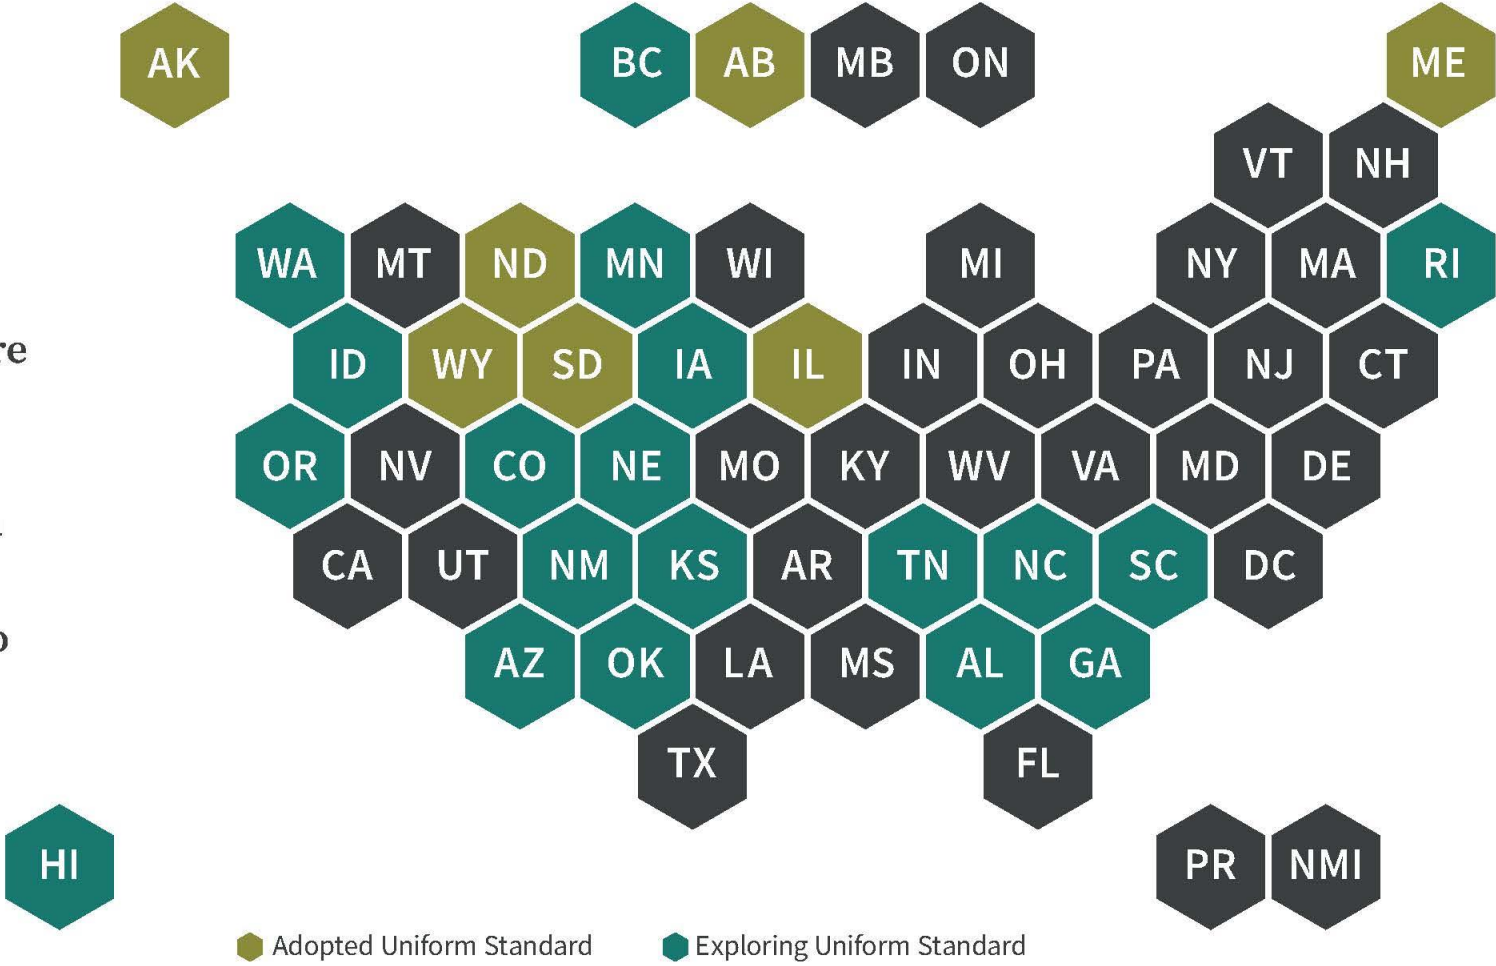 AK BC AB MB ON ME
VT NH
WA MT ND MN WI MI NY MA RI
re
ID WY SD IA IL IN OH PA NJ CT
OR NV CO NE MO KY WV VA MD DE
CA UT NM KS AR TN NC SC DC
AZ OK LA MS AL GA
TX FL
HI PR NMI
Adopted Uniform Standard Exploring Uniform Standard